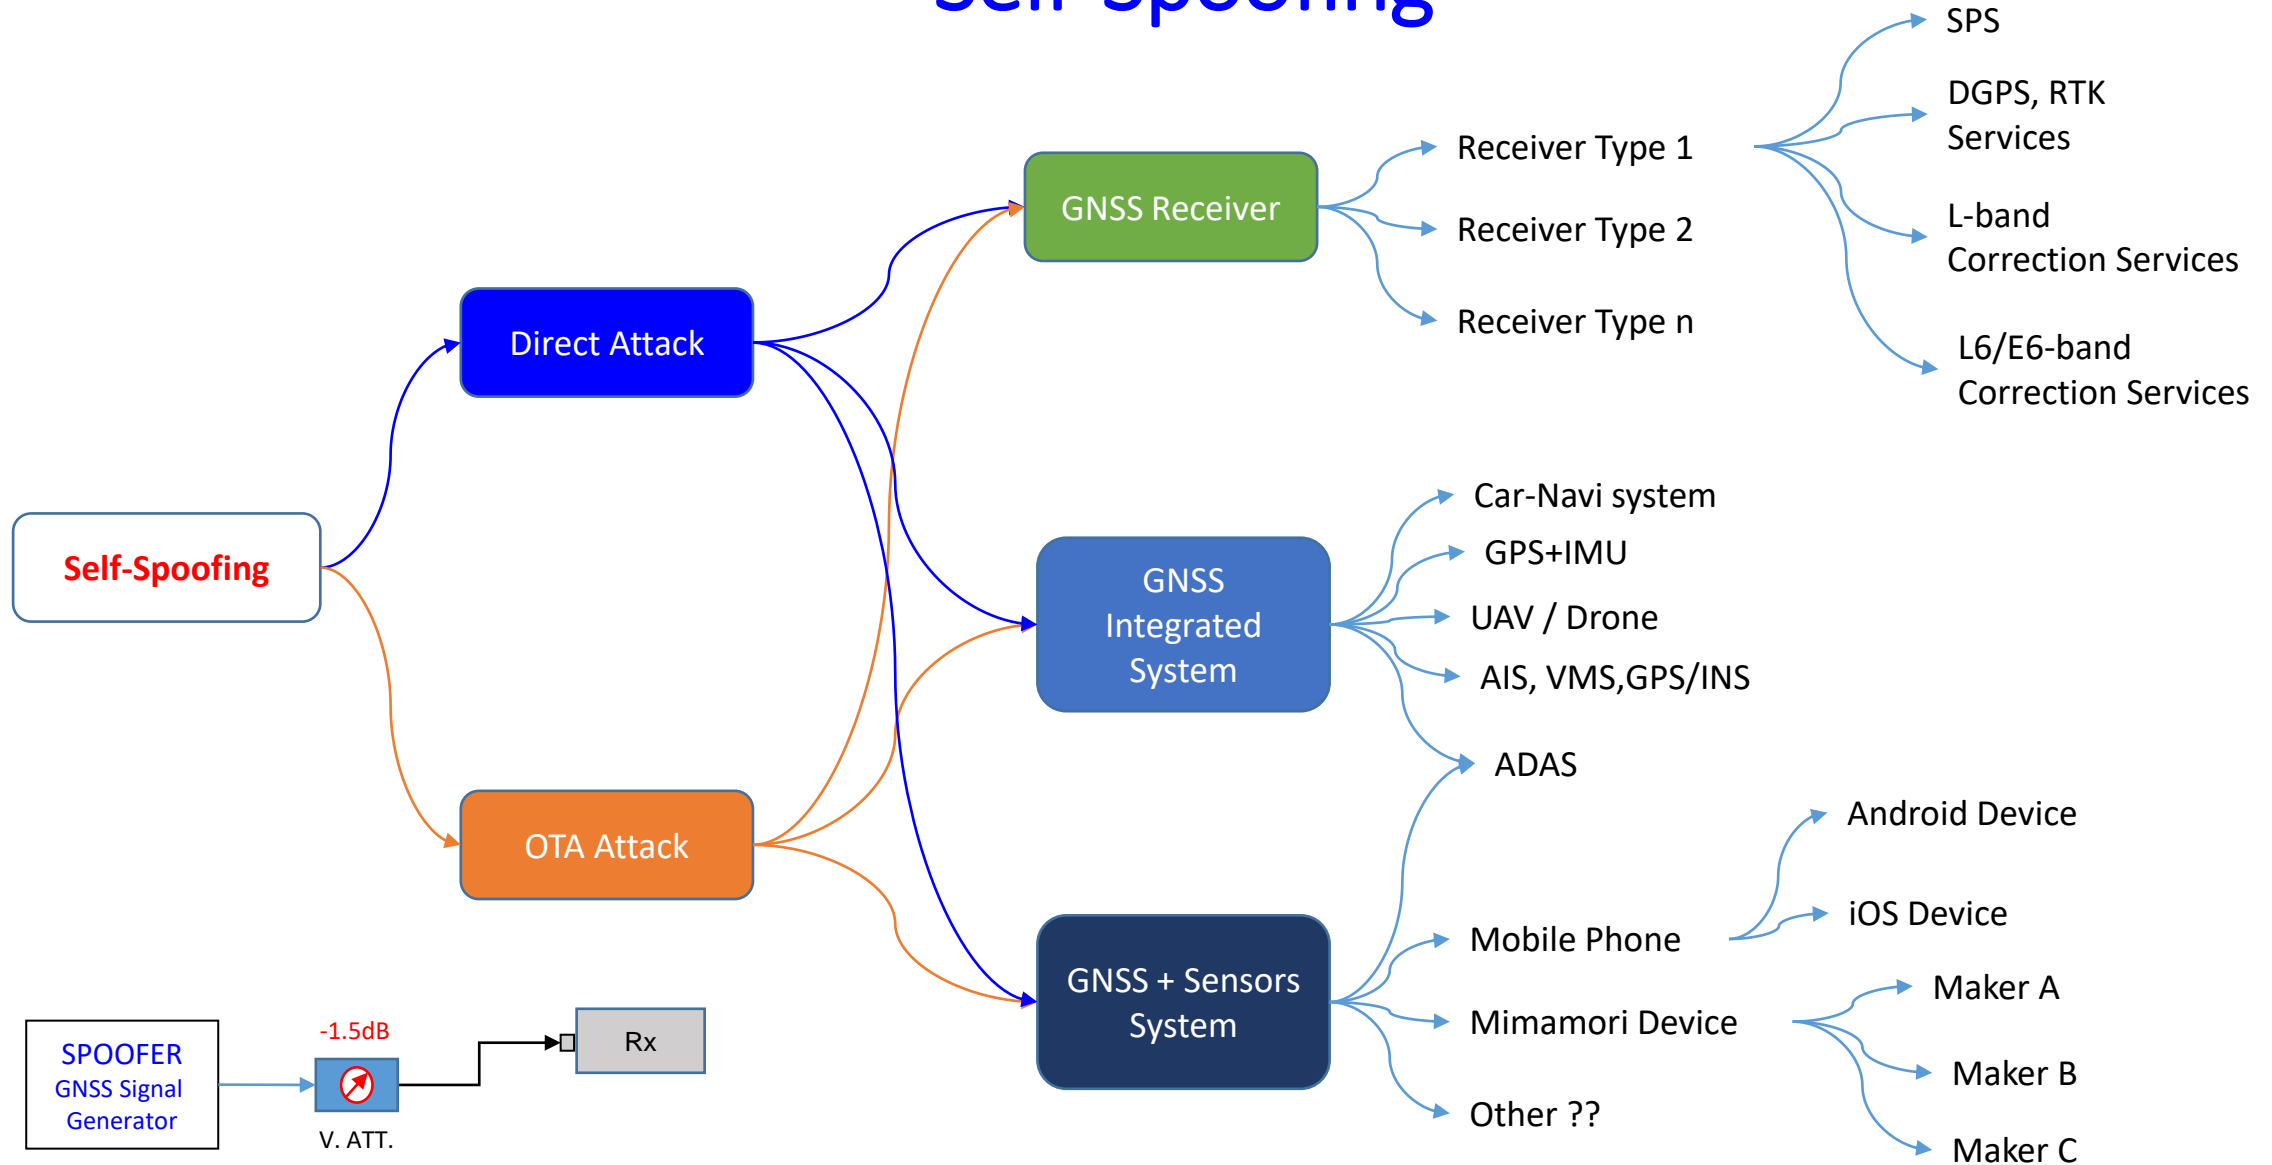 Self-Spoofing
SPS
DGPS, RTK
Services
L-band
Correction Services
L6/E6-band
Correction Services
Receiver Type 1
Receiver Type 2
Receiver Type n
GNSS Receiver
Direct Attack
Self-Spoofing
OTA Attack
GNSS
Integrated
System
Car-Navi system
GPS+IMU
UAV / Drone
AIS, VMS,GPS/INS
ADAS
GNSS + Sensors
System
Mobile Phone
Mimamori Device
Other ??
Android Device
iOS Device
Maker A
Maker B
Maker C
SPOOFER
GNSS Signal
Generator
-1.5dB
V. ATT.
Rx